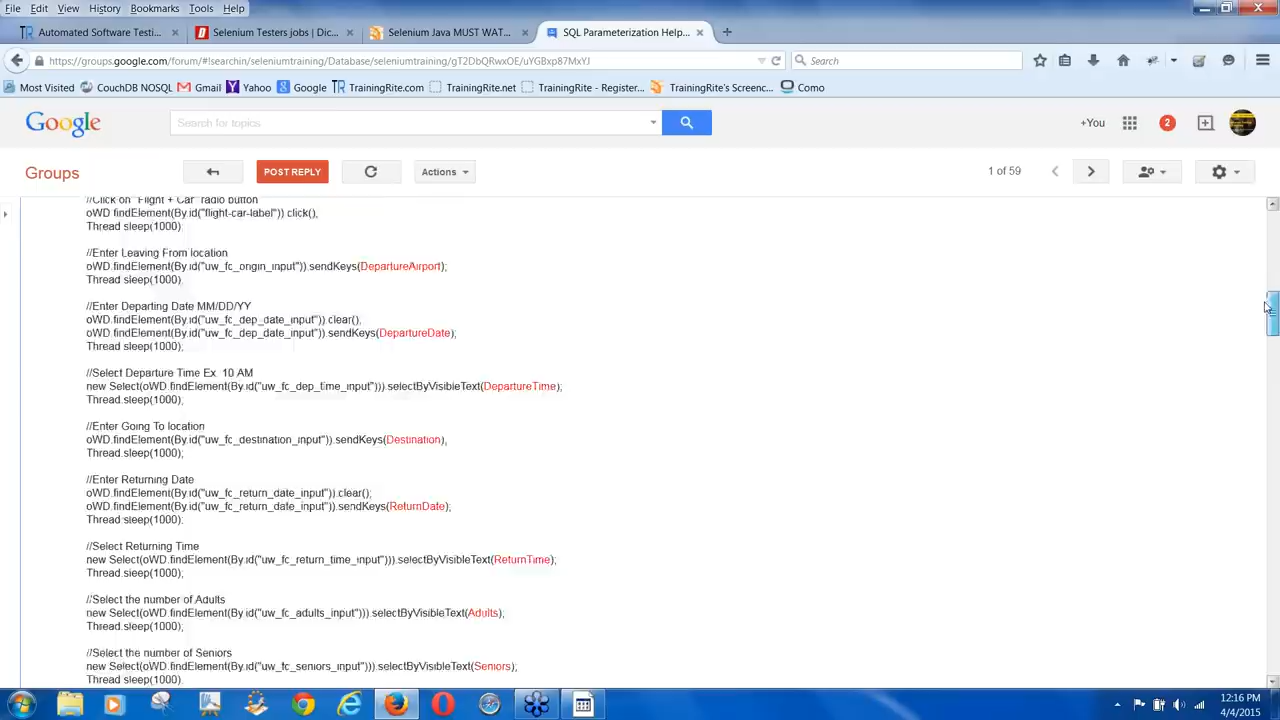 File Edit View History Bookmarks Tools Help
Automated Software Testi... × Selenium Testers jobs | Dic... × Selenium Java MUST WAT... × SQL Parameterization Help... × +
https://groups.google.com/forum/#!searchin/seleniumtraining/Database/seleniumtraining/gT2DbQRwxOE/uYGBxp87MxYJ Search
Most Visited CouchDB NOSQL Gmail Yahoo Google TrainingRite.com TrainingRite.net TrainingRite - Register... TrainingRite's Screenc... Como
Google Search for topics +You 2
Groups POST REPLY Actions 1 of 59
//Click on "Flight + Car" radio button
oWD.findElement(By.id("flight-car-label")).click();
Thread.sleep(1000);
//Enter Leaving From location
oWD.findElement(By.id("uw_fc_origin_input")).sendKeys(DepartureAirport);
Thread.sleep(1000);
//Enter Departing Date MM/DD/YY
oWD.findElement(By.id("uw_fc_dep_date_input")).clear();
oWD.findElement(By.id("uw_fc_dep_date_input")).sendKeys(DepartureDate);
Thread.sleep(1000);
//Select Departure Time Ex. 10 AM
new Select(oWD.findElement(By.id("uw_fc_dep_time_input"))).selectByVisibleText(DepartureTime);
Thread.sleep(1000);
//Enter Going To location
oWD.findElement(By.id("uw_fc_destination_input")).sendKeys(Destination);
Thread.sleep(1000);
//Enter Returning Date
oWD.findElement(By.id("uw_fc_return_date_input")).clear();
oWD.findElement(By.id("uw_fc_return_date_input")).sendKeys(ReturnDate);
Thread.sleep(1000);
//Select Returning Time
new Select(oWD.findElement(By.id("uw_fc_return_time_input"))).selectByVisibleText(ReturnTime);
Thread.sleep(1000);
//Select the number of Adults
new Select(oWD.findElement(By.id("uw_fc_adults_input"))).selectByVisibleText(Adults);
Thread.sleep(1000);
//Select the number of Seniors
new Select(oWD.findElement(By.id("uw_fc_seniors_input"))).selectByVisibleText(Seniors);
Thread.sleep(1000);
12:16 PM
4/4/2015